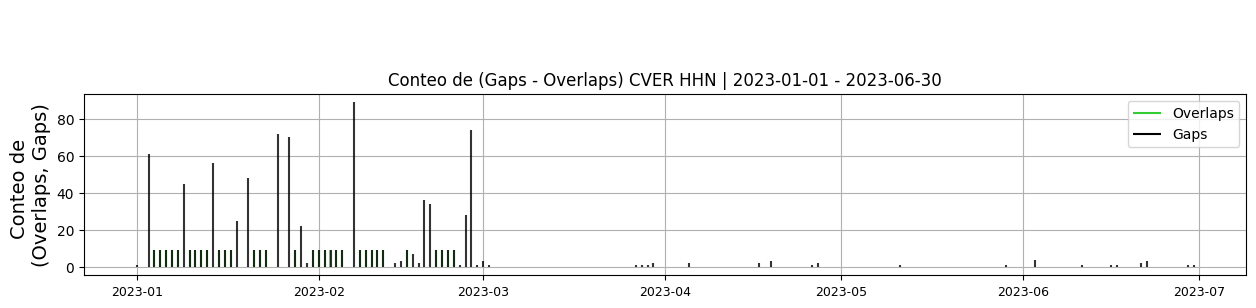 Conteo de (Gaps - Overlaps) CVER HHN | 2023-01-01 - 2023-06-30
Conteo de
(Overlaps, Gaps)
80
60
40
20
0
Overlaps
Gaps
2023-01 2023-02 2023-03 2023-04 2023-05 2023-06 2023-07